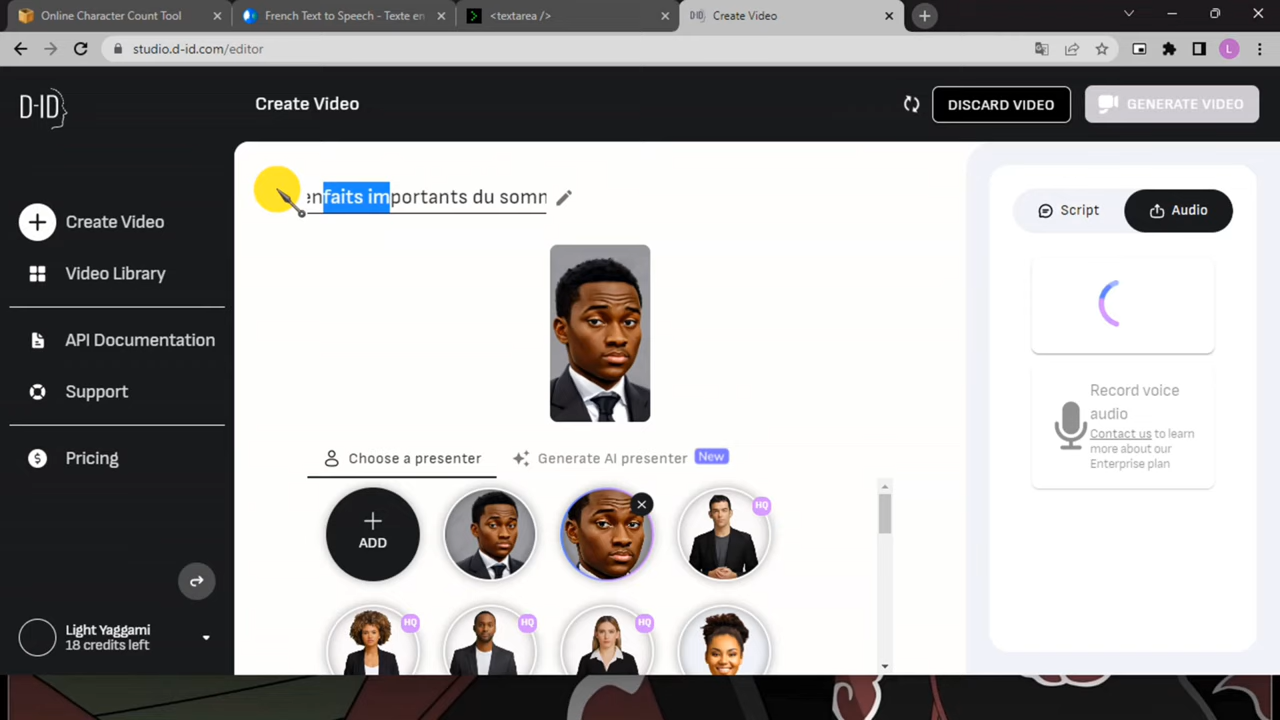 Online Character Count Tool
French Text to Speech - Texte en
<textarea />
Create Video
studio.d-id.com/editor
L
D-ID
Create Video
DISCARD VIDEO
GENERATE VIDEO
enfaits importants du somn
Create Video
Video Library
API Documentation
Support
Pricing
Light Yaggami
18 credits left
Script
Audio
Record voice
audio
Contact us to learn
more about our
Enterprise plan
Choose a presenter
Generate AI presenter
New
ADD
HQ
HQ
HQ
HQ